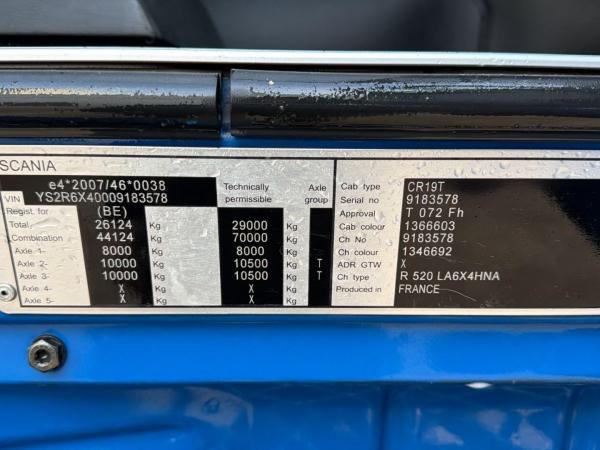 SCANIA
e4*2007/46*0038
VIN YS2R6X40009183578
Technically permissible
Axle group
Regist. for (BE)
Total 26124 Kg 29000 Kg
Combination 44124 Kg 70000 Kg
Axle 1- 8000 Kg 8000 Kg
Axle 2- 10000 Kg 10500 Kg T
Axle 3- 10000 Kg 10500 Kg T
Axle 4- X Kg X Kg
Axle 5- X Kg X Kg
Cab type CR19T
Serial no 9183578
Approval T 072 Fh
Cab colour 1366603
Ch No 9183578
Ch colour 1346692
ADR GTW X
Ch type R 520 LA6X4HNA
Produced in FRANCE